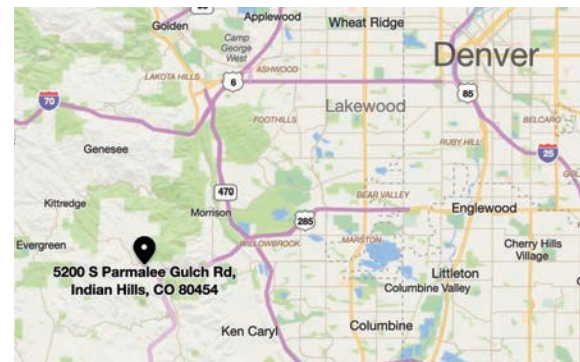 Golden
Applewood
Wheat Ridge
Camp
George
West
Denver
LAKOTA HILLS
ASHWOOD
6
70
85
Lakewood
FOOTHILLS
BELCARO
RUBY HILL
25
Genesee
Kittredge
470
Morrison
285
BEAR VALLEY
Englewood
Evergreen
WILLOWBROOK
MARSTON
Cherry Hills
Village
5200 S Parmalee Gulch Rd,
Indian Hills, CO 80454
Littleton
Columbine Valley
Ken Caryl
Columbine